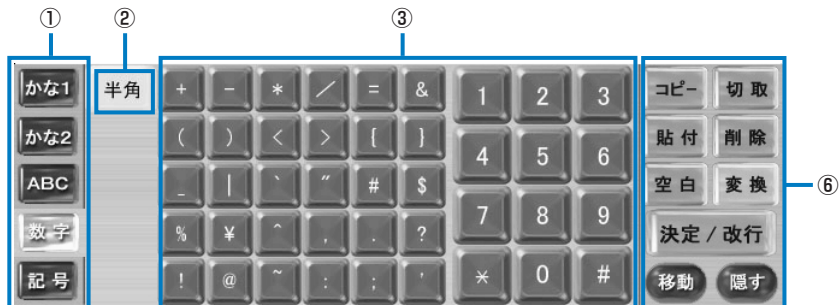 ① ② ③
かな1 半角 + − * ／ = & 1 2 3 コピー 切取
かな2 ( ) < > { } 4 5 6 貼付 削除
ABC _ | ` ″ # $ 空白 変換 ⑥
数字 % ¥ ^ , . ? 7 8 9 決定 / 改行
記号 ! @ ~ : ; ' * 0 # 移動 隠す